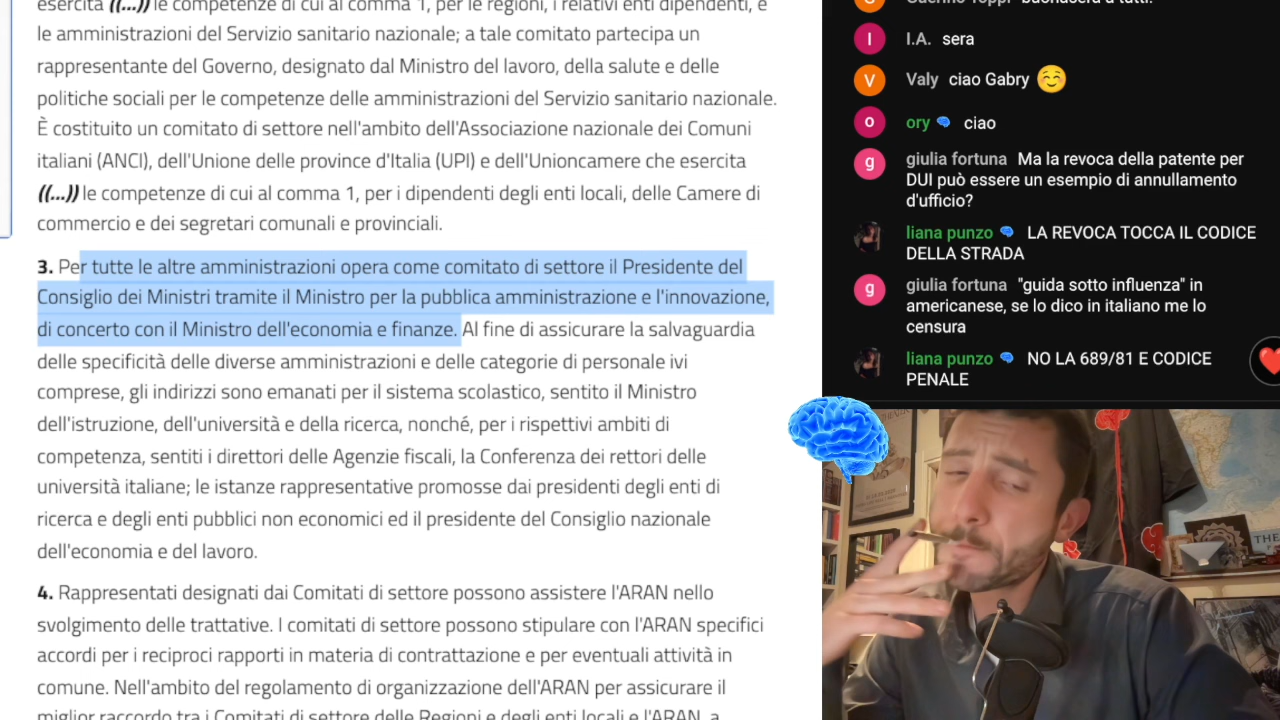 esercita ((...)) le competenze di cui al comma 1, per le regioni, i relativi enti dipendenti, e
le amministrazioni del Servizio sanitario nazionale; a tale comitato partecipa un
rappresentante del Governo, designato dal Ministro del lavoro, della salute e delle
politiche sociali per le competenze delle amministrazioni del Servizio sanitario nazionale.
È costituito un comitato di settore nell'ambito dell'Associazione nazionale dei Comuni
italiani (ANCI), dell'Unione delle province d'Italia (UPI) e dell'Unioncamere che esercita
((...)) le competenze di cui al comma 1, per i dipendenti degli enti locali, delle Camere di
commercio e dei segretari comunali e provinciali.
3. Per tutte le altre amministrazioni opera come comitato di settore il Presidente del
Consiglio dei Ministri tramite il Ministro per la pubblica amministrazione e l'innovazione,
di concerto con il Ministro dell'economia e finanze. Al fine di assicurare la salvaguardia
delle specificità delle diverse amministrazioni e delle categorie di personale ivi
comprese, gli indirizzi sono emanati per il sistema scolastico, sentito il Ministro
dell'istruzione, dell'università e della ricerca, nonché, per i rispettivi ambiti di
competenza, sentiti i direttori delle Agenzie fiscali, la Conferenza dei rettori delle
università italiane; le istanze rappresentative promosse dai presidenti degli enti di
ricerca e degli enti pubblici non economici ed il presidente del Consiglio nazionale
dell'economia e del lavoro.
4. Rappresentati designati dai Comitati di settore possono assistere l'ARAN nello
svolgimento delle trattative. I comitati di settore possono stipulare con l'ARAN specifici
accordi per i reciproci rapporti in materia di contrattazione e per eventuali attività in
comune. Nell'ambito del regolamento di organizzazione dell'ARAN per assicurare il
miglior raccordo tra i Comitati di settore delle Regioni e degli enti locali e l'ARAN, a
buonasera a tutti!
I
I.A. sera
V
Valy ciao Gabry ☺️
o
ory ciao
g
giulia fortuna Ma la revoca della patente per
DUI può essere un esempio di annullamento
d'ufficio?
liana punzo LA REVOCA TOCCA IL CODICE
DELLA STRADA
g
giulia fortuna "guida sotto influenza" in
americanese, se lo dico in italiano me lo
censura
liana punzo NO LA 689/81 E CODICE
PENALE
THE